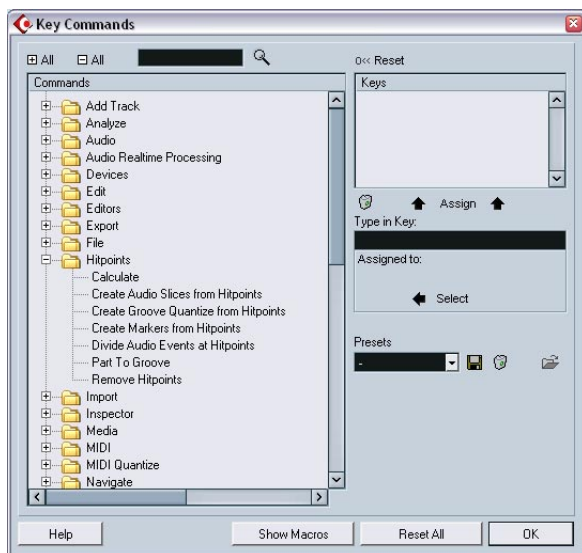 Key Commands
All All
Commands
Add Track
Analyze
Audio
Audio Realtime Processing
Devices
Edit
Editors
Export
File
Hitpoints
Calculate
Create Audio Slices from Hitpoints
Create Groove Quantize from Hitpoints
Create Markers from Hitpoints
Divide Audio Events at Hitpoints
Part To Groove
Remove Hitpoints
Import
Inspector
Media
MIDI
MIDI Quantize
Navigate
Reset
Keys
Assign
Type in Key:
Assigned to:
Select
Presets
-
Help Show Macros Reset All OK